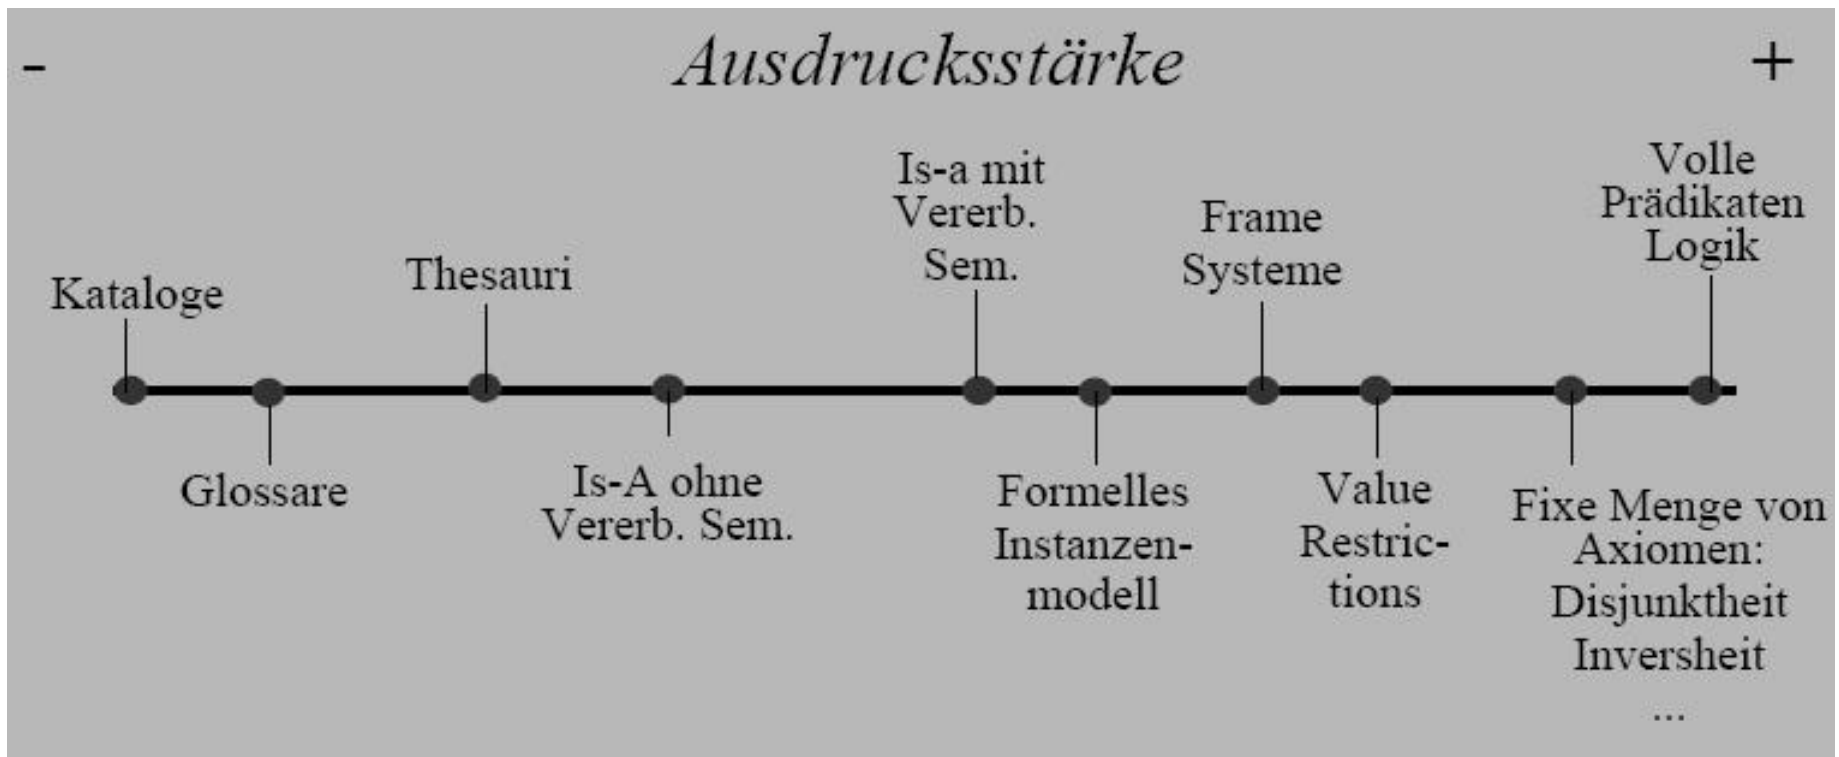 - Ausdrucksstärke +
Kataloge
Glossare
Thesauri
Is-A ohne
Vererb. Sem.
Is-a mit
Vererb.
Sem.
Formelles
Instanzen-
modell
Frame
Systeme
Value
Restric-
tions
Fixe Menge von
Axiomen:
Disjunktheit
Inversheit
...
Volle
Prädikaten
Logik